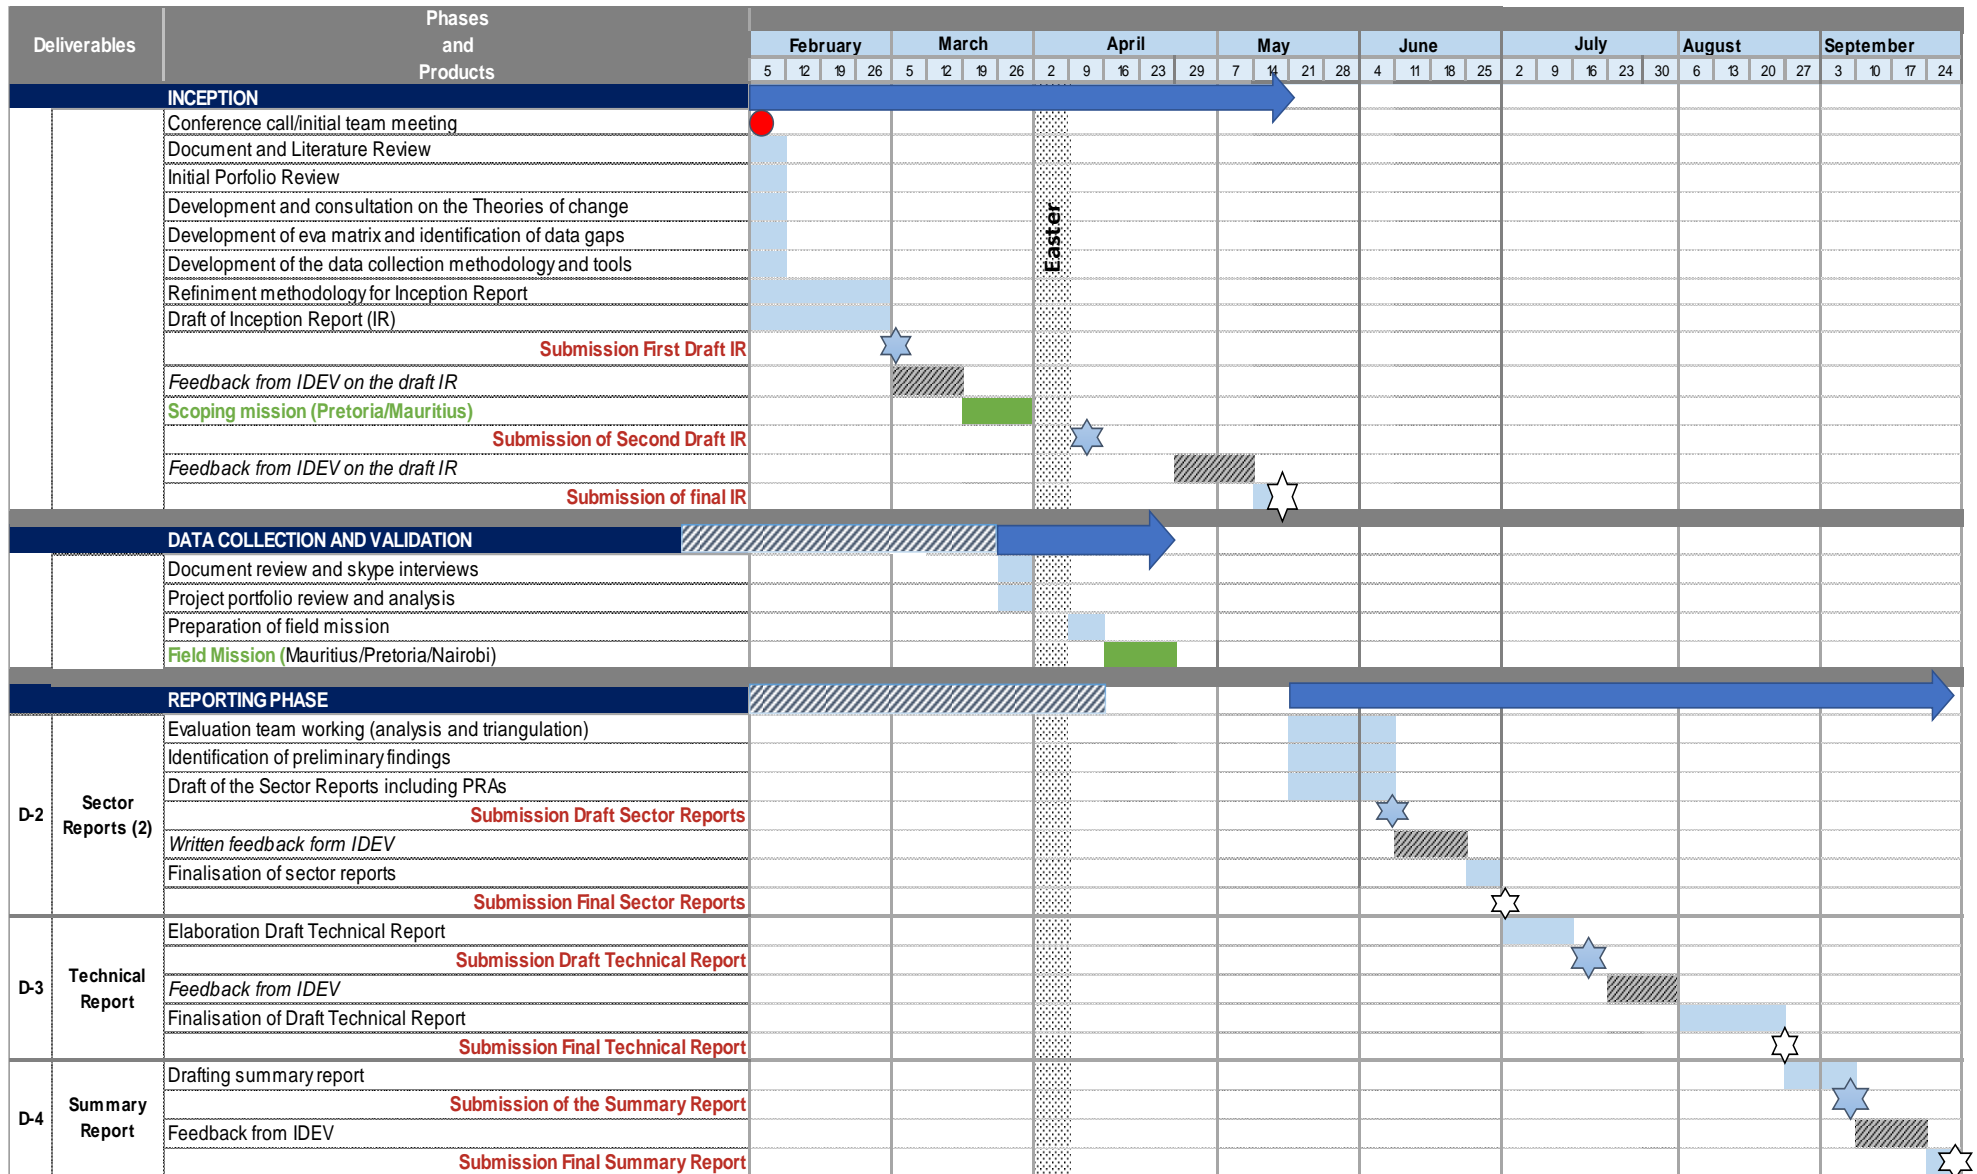 Deliverables
Phases
and
Products
February March April May June July August September
5 12 19 26 5 12 19 26 2 9 16 23 29 7 14 21 28 4 11 18 25 2 9 16 23 30 6 13 20 27 3 10 17 24
INCEPTION
Conference call/initial team meeting
Document and Literature Review
Initial Porfolio Review
Development and consultation on the Theories of change
Development of eva matrix and identification of data gaps
Development of the data collection methodology and tools
Refiniment methodology for Inception Report
Draft of Inception Report (IR)
Submission First Draft IR
Feedback from IDEV on the draft IR
Scoping mission (Pretoria/Mauritius)
Submission of Second Draft IR
Feedback from IDEV on the draft IR
Submission of final IR
Easter
DATA COLLECTION AND VALIDATION
Document review and skype interviews
Project portfolio review and analysis
Preparation of field mission
Field Mission (Mauritius/Pretoria/Nairobi)
REPORTING PHASE
D-2
Sector
Reports (2)
Evaluation team working (analysis and triangulation)
Identification of preliminary findings
Draft of the Sector Reports including PRAs
Submission Draft Sector Reports
Written feedback form IDEV
Finalisation of sector reports
Submission Final Sector Reports
D-3
Technical
Report
Elaboration Draft Technical Report
Submission Draft Technical Report
Feedback from IDEV
Finalisation of Draft Technical Report
Submission Final Technical Report
D-4
Summary
Report
Drafting summary report
Submission of the Summary Report
Feedback from IDEV
Submission Final Summary Report